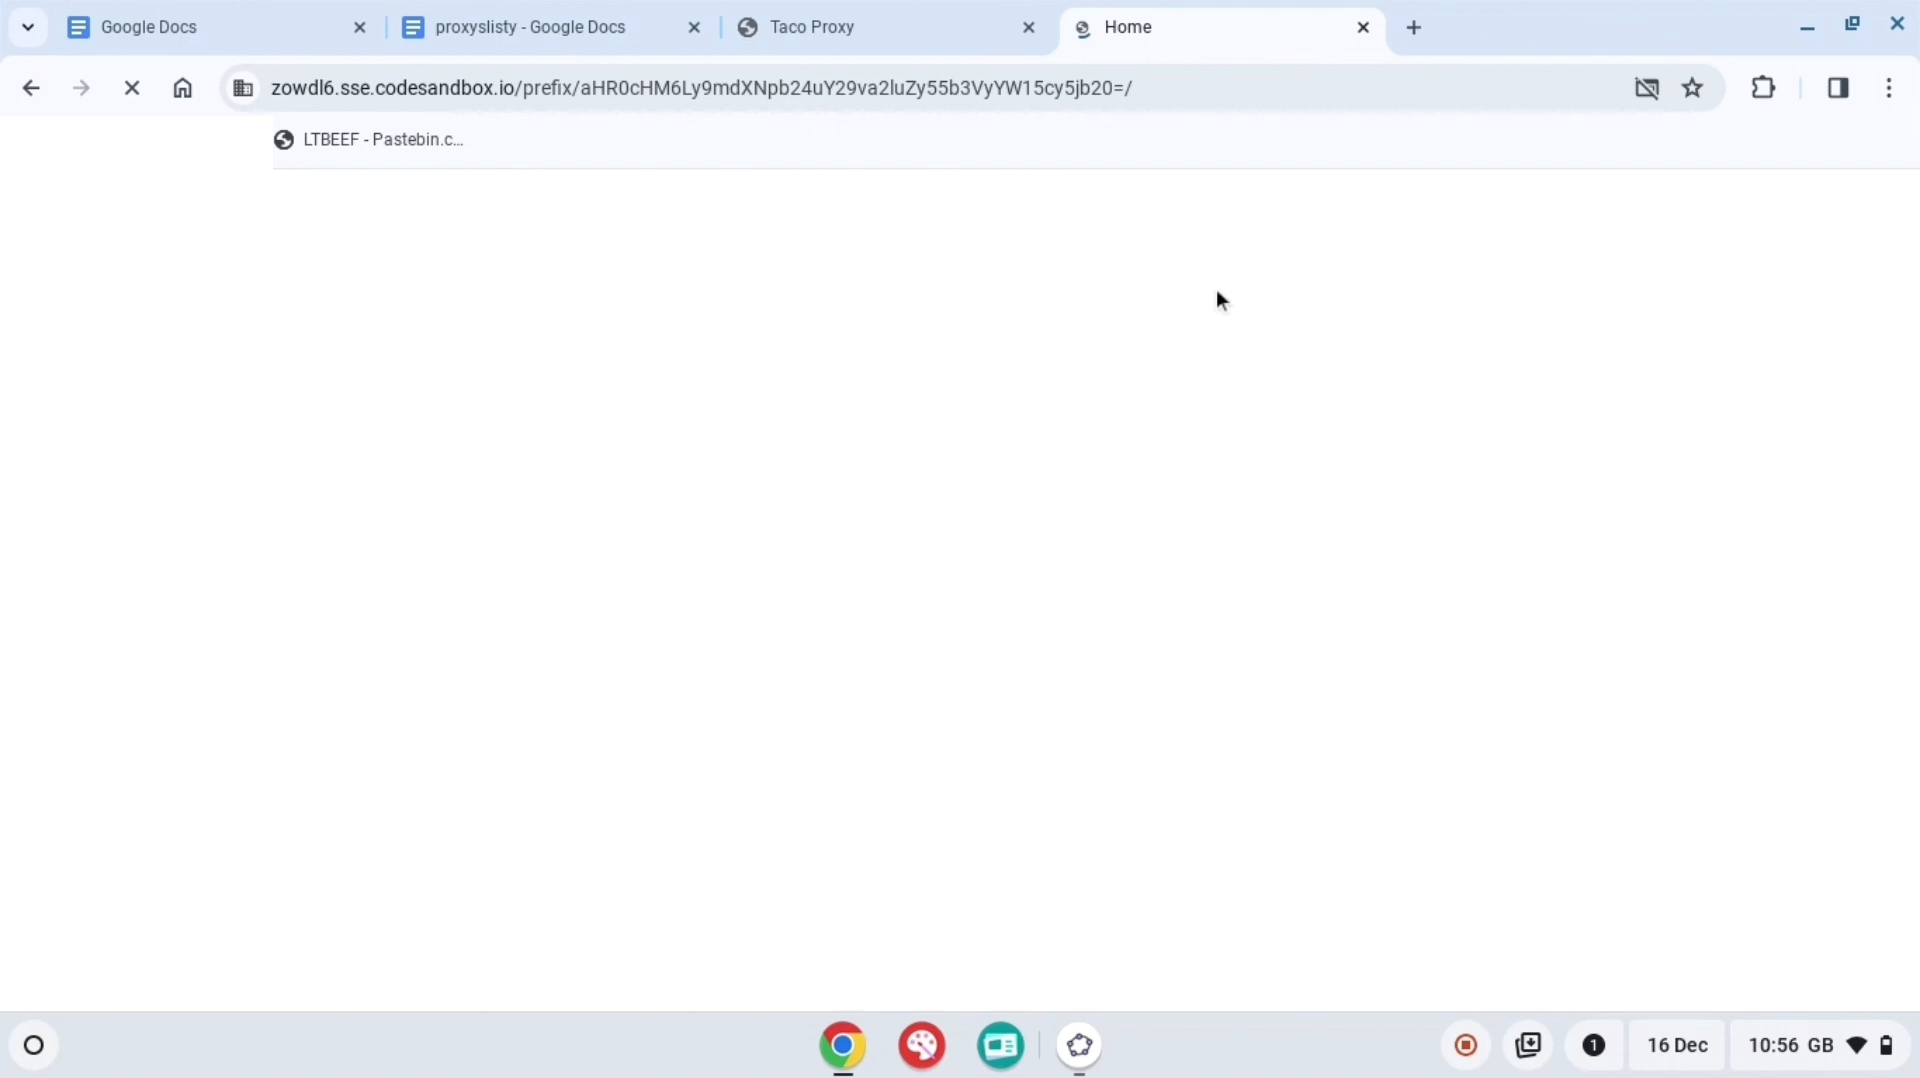 Google Docs
proxyslisty - Google Docs
Taco Proxy
Home
zowdl6.sse.codesandbox.io/prefix/aHR0cHM6Ly9mdXNpb24uY29va2luZy55b3VyYW15cy5jb20=/
LTBEEF - Pastebin.c...
1
16 Dec
10:56 GB